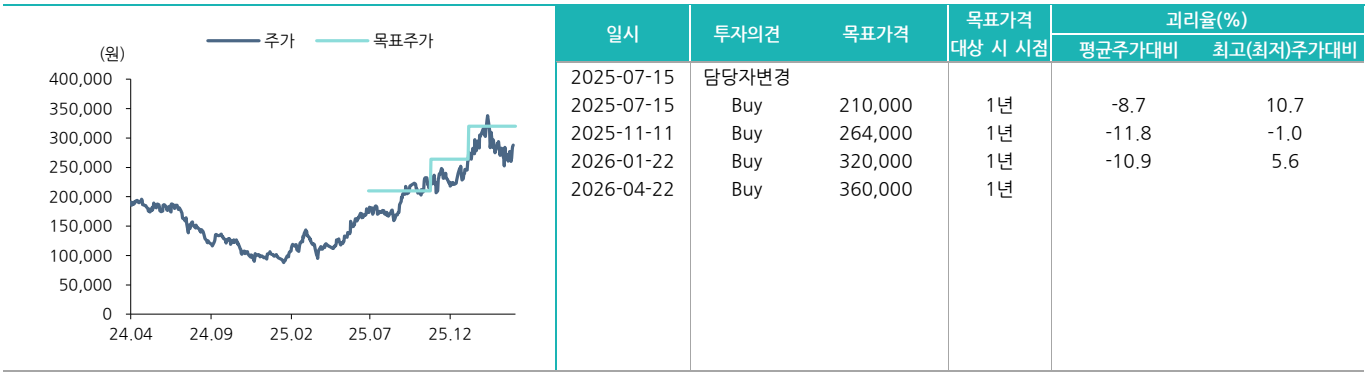 (원)
주가 목표주가
400,000
350,000
300,000
250,000
200,000
150,000
100,000
50,000
0
24.04 24.09 25.02 25.07 25.12
일시 투자의견 목표가격 목표가격 대상 시 시점 괴리율(%)
평균주가대비 최고(최저)주가대비
2025-07-15 담당자변경
2025-07-15 Buy 210,000 1년 -8.7 10.7
2025-11-11 Buy 264,000 1년 -11.8 -1.0
2026-01-22 Buy 320,000 1년 -10.9 5.6
2026-04-22 Buy 360,000 1년